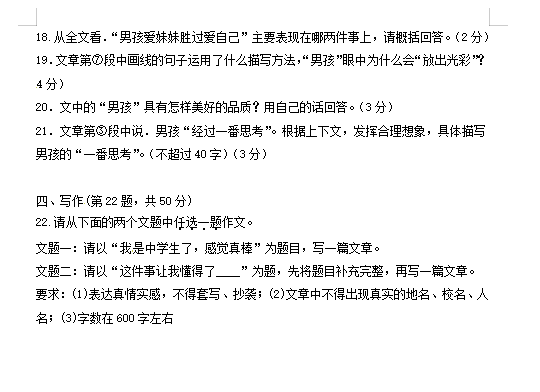 18. 从全文看．“男孩爱妹妹胜过爱自己”主要表现在哪两件事上，请概括回答。（2 分）
19．文章第⑦段中画线的句子运用了什么描写方法，“男孩”眼中为什么会“放出光彜”？
4 分）
20．文中的“男孩”具有怎样美好的品质？用自己的话回答。（3 分）
21．文章第⑤段中说．男孩“经过一番思考”。根据上下文，发挥合理想象，具体描写
男孩的“一番思考”。（不超过 40 字）（3 分）
四、写作（第 22 题，共 50 分）
22.请从下面的两个文题中任选一题作文。
文题一：请以“我是中学生了，感觉真棒”为题目，写一篇文章。
文题二：请以“这件事让我懂得了____”为题，先将题目补充完整，再写一篇文章。
要求：(1)表达真情实感，不得套写、抄袭；(2)文章中不得出现真实的地名、校名、人
名；(3)字数在 600 字左右